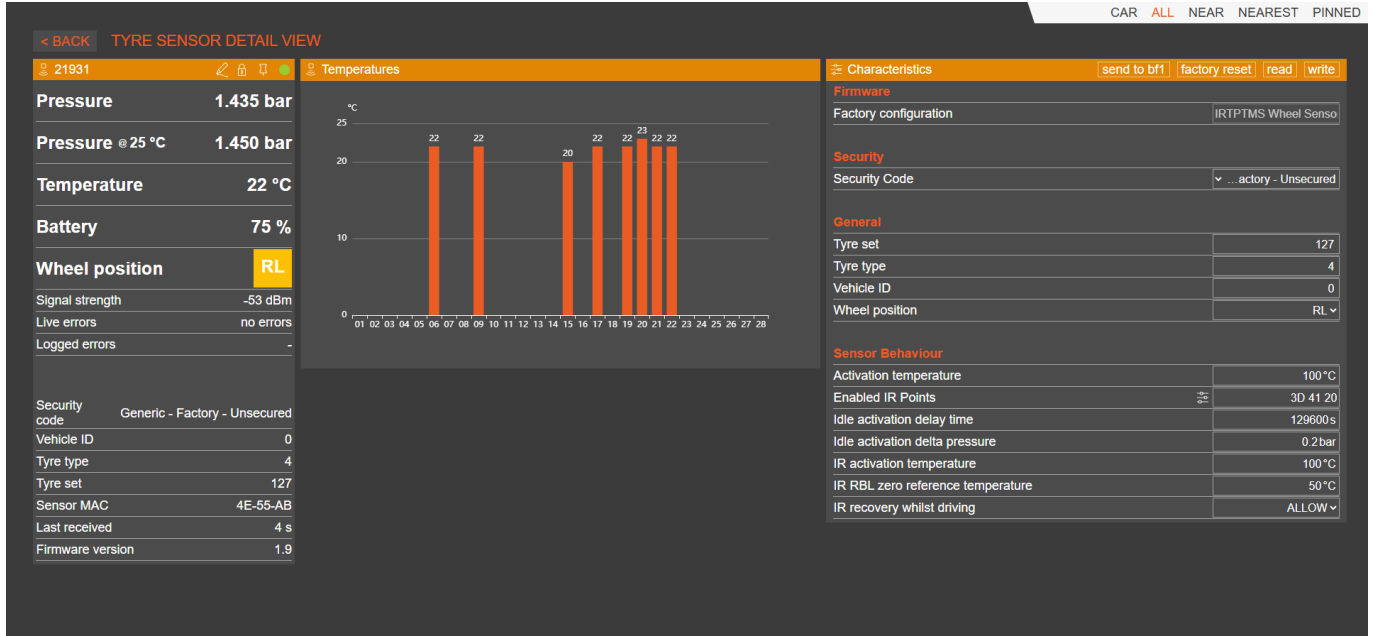 CAR ALL NEAR NEAREST PINNED
< BACK TYRE SENSOR DETAIL VIEW
21931
Pressure 1.435 bar
Pressure @ 25 °C 1.450 bar
Temperature 22 °C
Battery 75 %
Wheel position RL
Signal strength -53 dBm
Live errors no errors
Logged errors -
Security code Generic - Factory - Unsecured
Vehicle ID 0
Tyre type 4
Tyre set 127
Sensor MAC 4E-55-AB
Last received 4 s
Firmware version 1.9
Temperatures
°C
25
20
10
0
22 22 20 22 22 23 22 22
01 02 03 04 05 06 07 08 09 10 11 12 13 14 15 16 17 18 19 20 21 22 23 24 25 26 27 28
Characteristics send to bf1 factory reset read write
Firmware
Factory configuration IRTPTMS Wheel Senso
Security
Security Code …actory - Unsecured
General
Tyre set 127
Tyre type 4
Vehicle ID 0
Wheel position RL
Sensor Behaviour
Activation temperature 100°C
Enabled IR Points 3D 41 20
Idle activation delay time 129600s
Idle activation delta pressure 0.2bar
IR activation temperature 100°C
IR RBL zero reference temperature 50°C
IR recovery whilst driving ALLOW